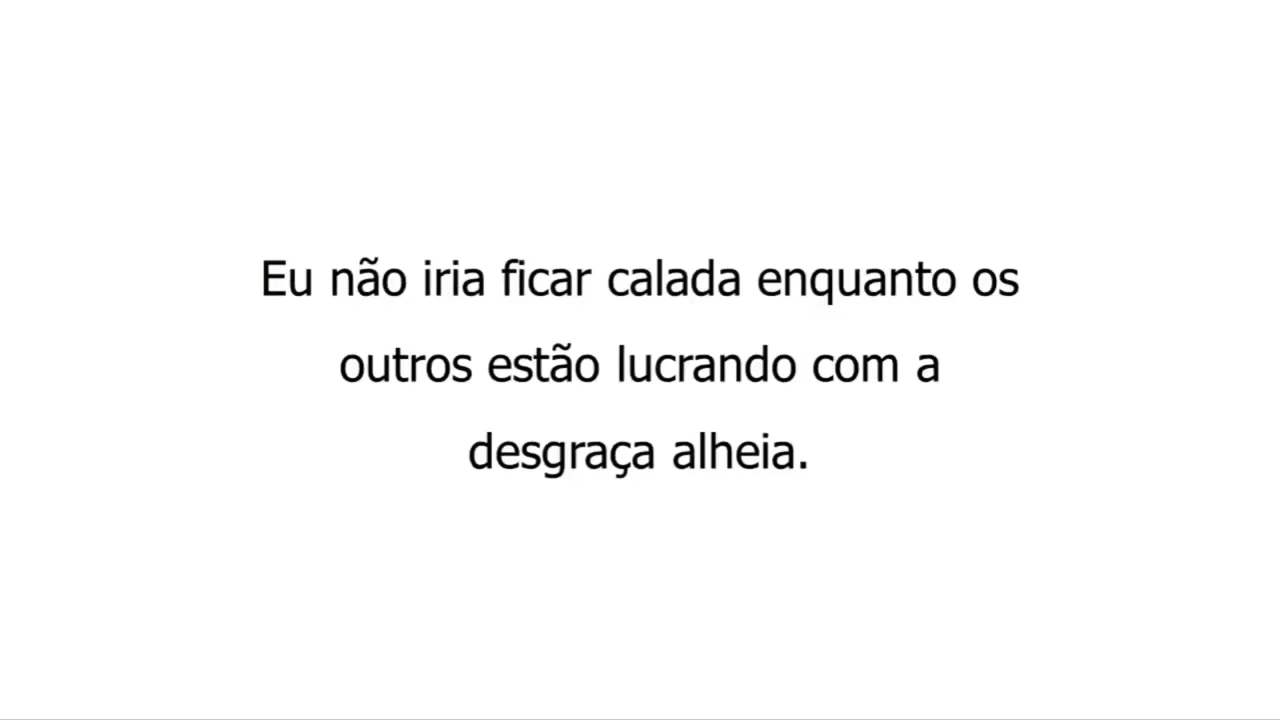 Eu não iria ficar calada enquanto os
outros estão lucrando com a
desgraça alheia.